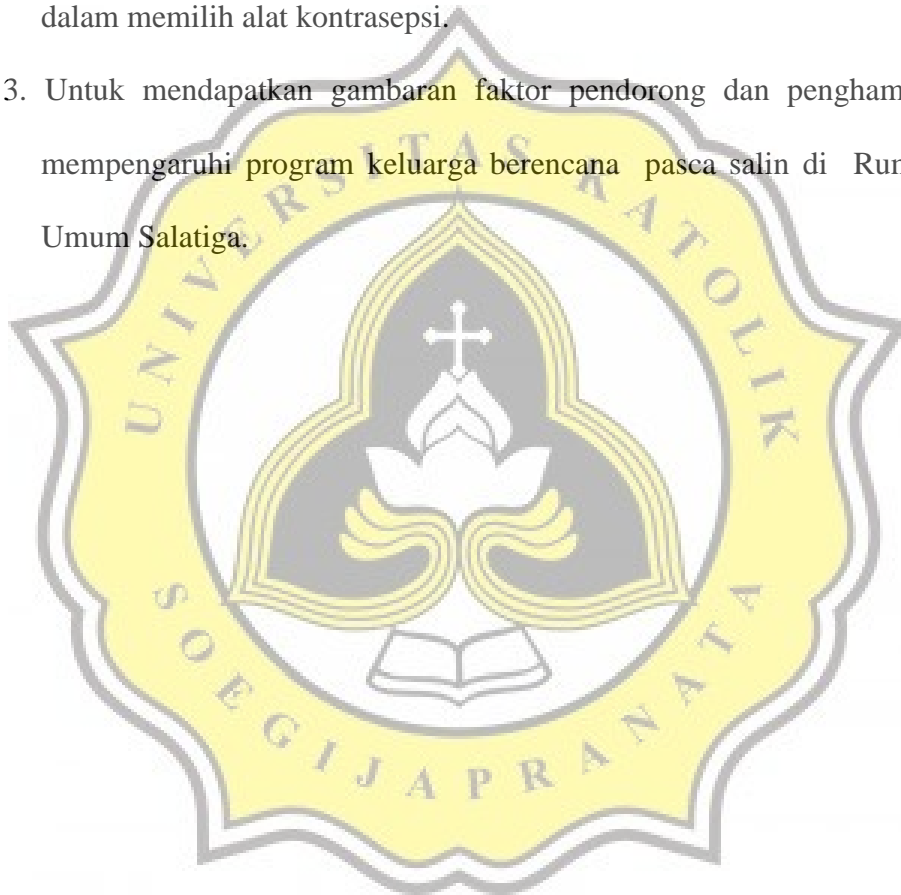 dalam memilih alat kontrasepsi.
3. Untuk mendapatkan gambaran faktor pendorong dan pengham
mempengaruhi program keluarga berencana pasca salin di Rum
Umum Salatiga.
UNIVERSITAS KATOLIK
SOEGIJAPRANATA